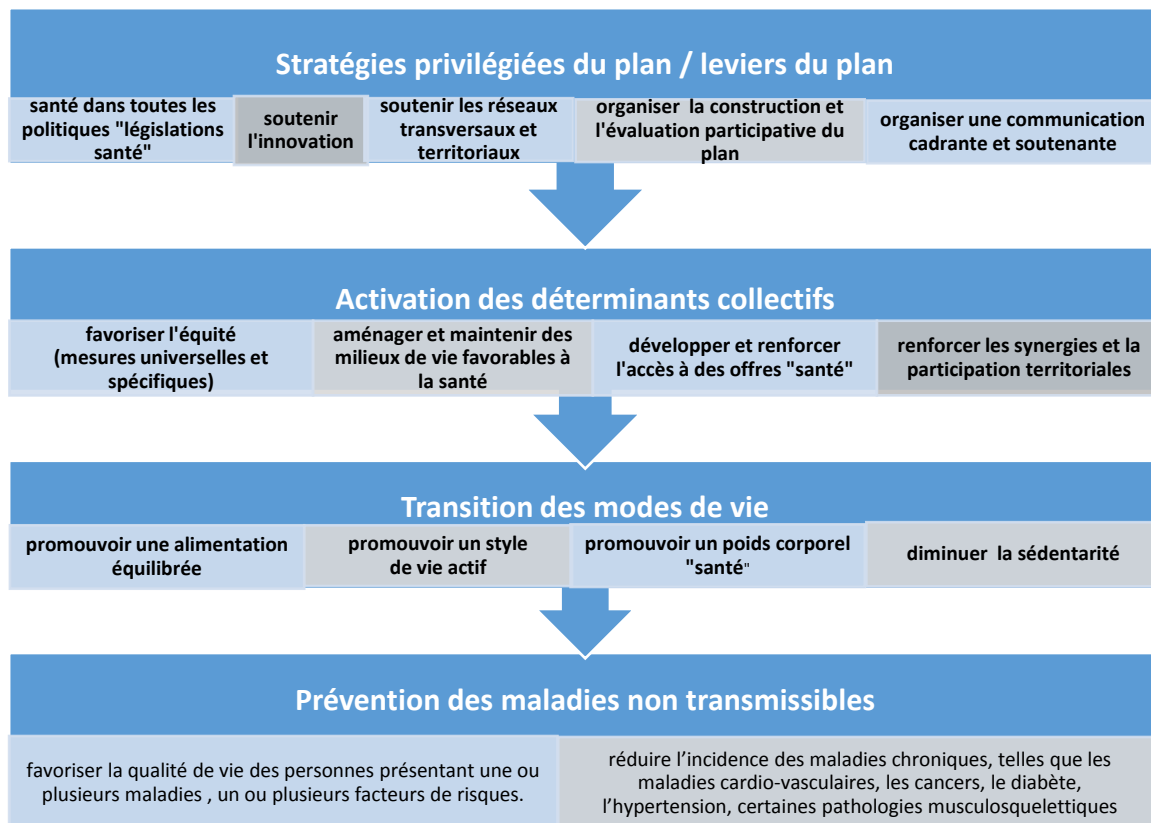 Stratégies privilégiées du plan / leviers du plan
santé dans toutes les
politiques "législations
santé"
soutenir
l'innovation
soutenir les réseaux
transversaux et
territoriaux
organiser la construction et
l'évaluation participative du
plan
organiser une communication
cadrante et soutenante
Activation des déterminants collectifs
favoriser l'équité
(mesures universelles et
spécifiques)
aménager et maintenir des
milieux de vie favorables à
la santé
développer et renforcer
l'accès à des offres "santé"
renforcer les synergies et la
participation territoriales
Transition des modes de vie
promouvoir une alimentation
équilibrée
promouvoir un style
de vie actif
promouvoir un poids corporel
"santé"
diminuer la sédentarité
Prévention des maladies non transmissibles
favoriser la qualité de vie des personnes présentant une ou
plusieurs maladies , un ou plusieurs facteurs de risques.
réduire l’incidence des maladies chroniques, telles que les
maladies cardio-vasculaires, les cancers, le diabète,
l’hypertension, certaines pathologies musculosquelettiques